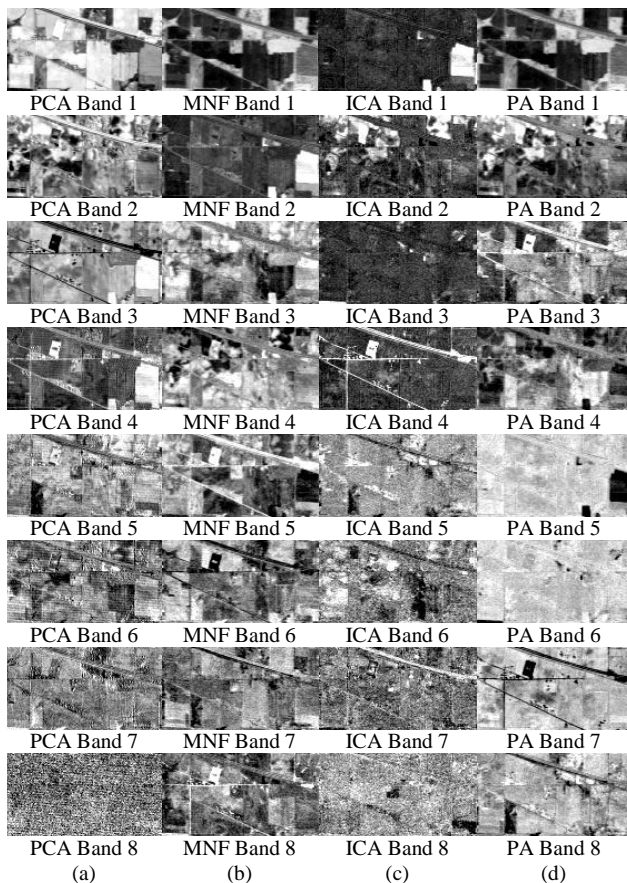 PCA Band 1 MNF Band 1 ICA Band 1 PA Band 1
PCA Band 2 MNF Band 2 ICA Band 2 PA Band 2
PCA Band 3 MNF Band 3 ICA Band 3 PA Band 3
PCA Band 4 MNF Band 4 ICA Band 4 PA Band 4
PCA Band 5 MNF Band 5 ICA Band 5 PA Band 5
PCA Band 6 MNF Band 6 ICA Band 6 PA Band 6
PCA Band 7 MNF Band 7 ICA Band 7 PA Band 7
PCA Band 8 MNF Band 8 ICA Band 8 PA Band 8
(a) (b) (c) (d)